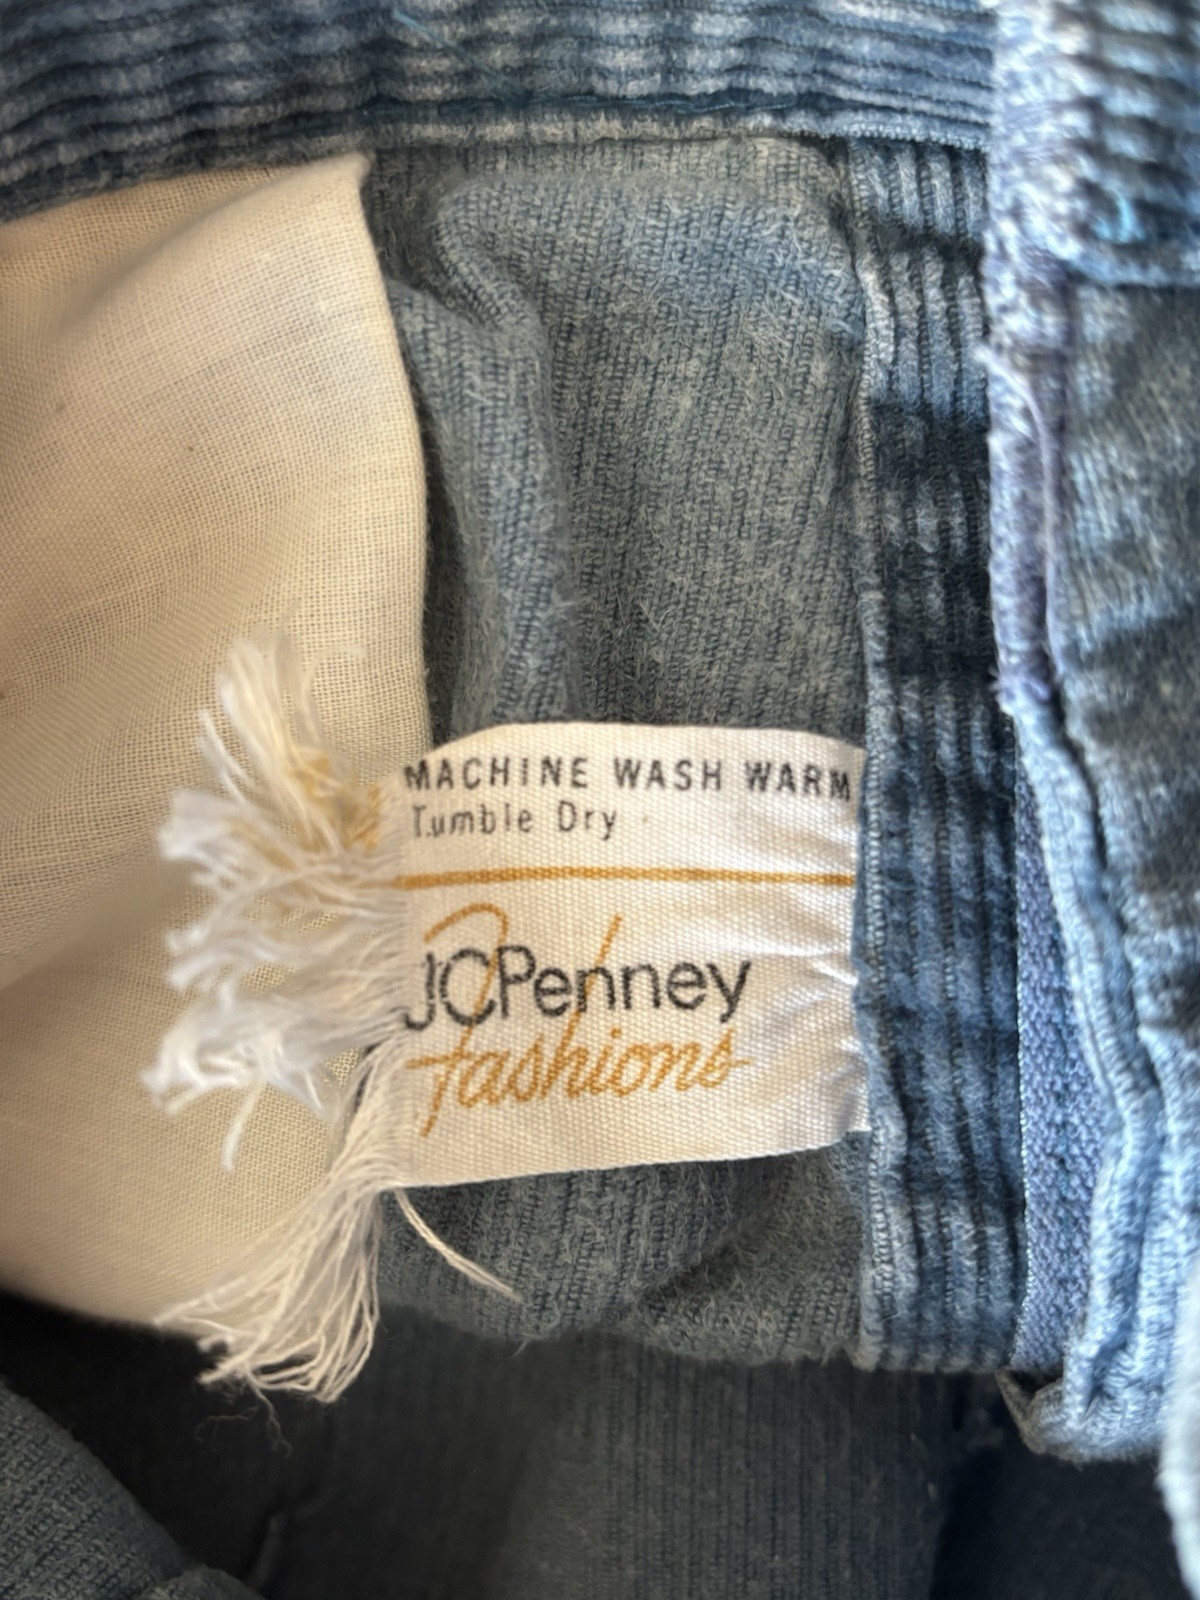 MACHINE WASH WARM
Tumble Dry
JCPenney
fashions